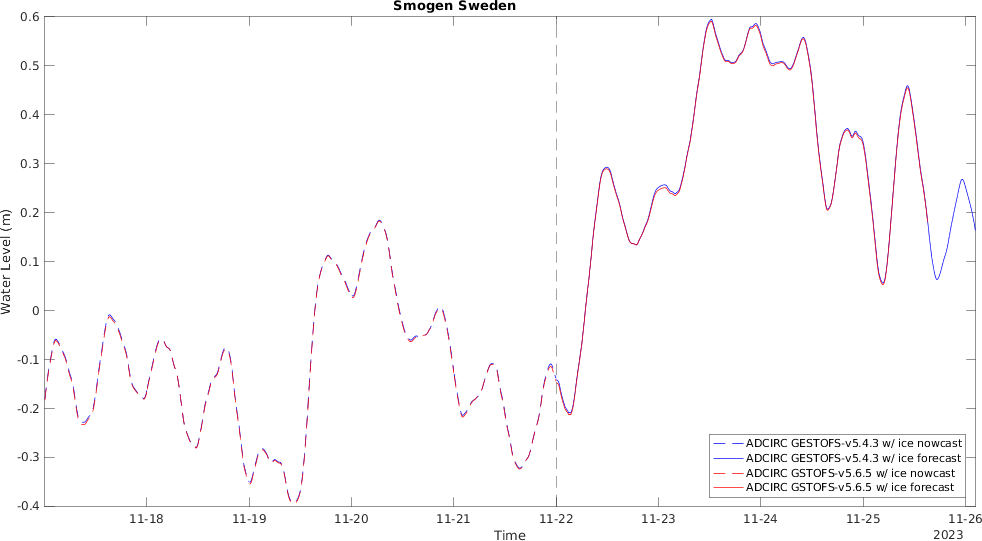 Smogen Sweden
0.6
0.5
0.4
0.3
0.2
0.1
0
-0.1
-0.2
-0.3
-0.4
Water Level (m)
ADCIRC GESTOFS-v5.4.3 w/ ice nowcast
ADCIRC GESTOFS-v5.4.3 w/ ice forecast
ADCIRC GSTOFS-v5.6.5 w/ ice nowcast
ADCIRC GSTOFS-v5.6.5 w/ ice forecast
11-18 11-19 11-20 11-21 11-22 11-23 11-24 11-25 11-26
Time
2023